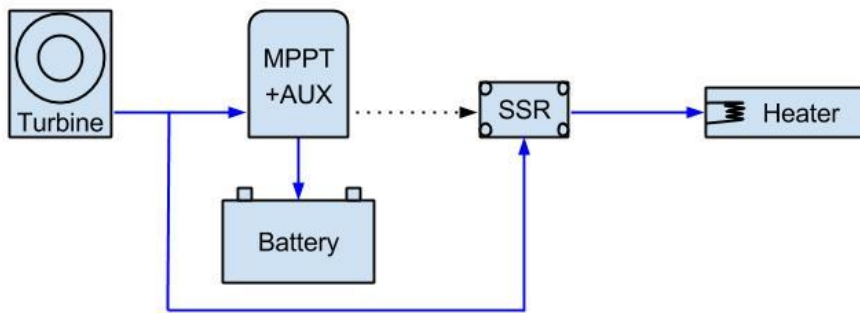 Turbine
MPPT
+AUX
SSR
Heater
Battery